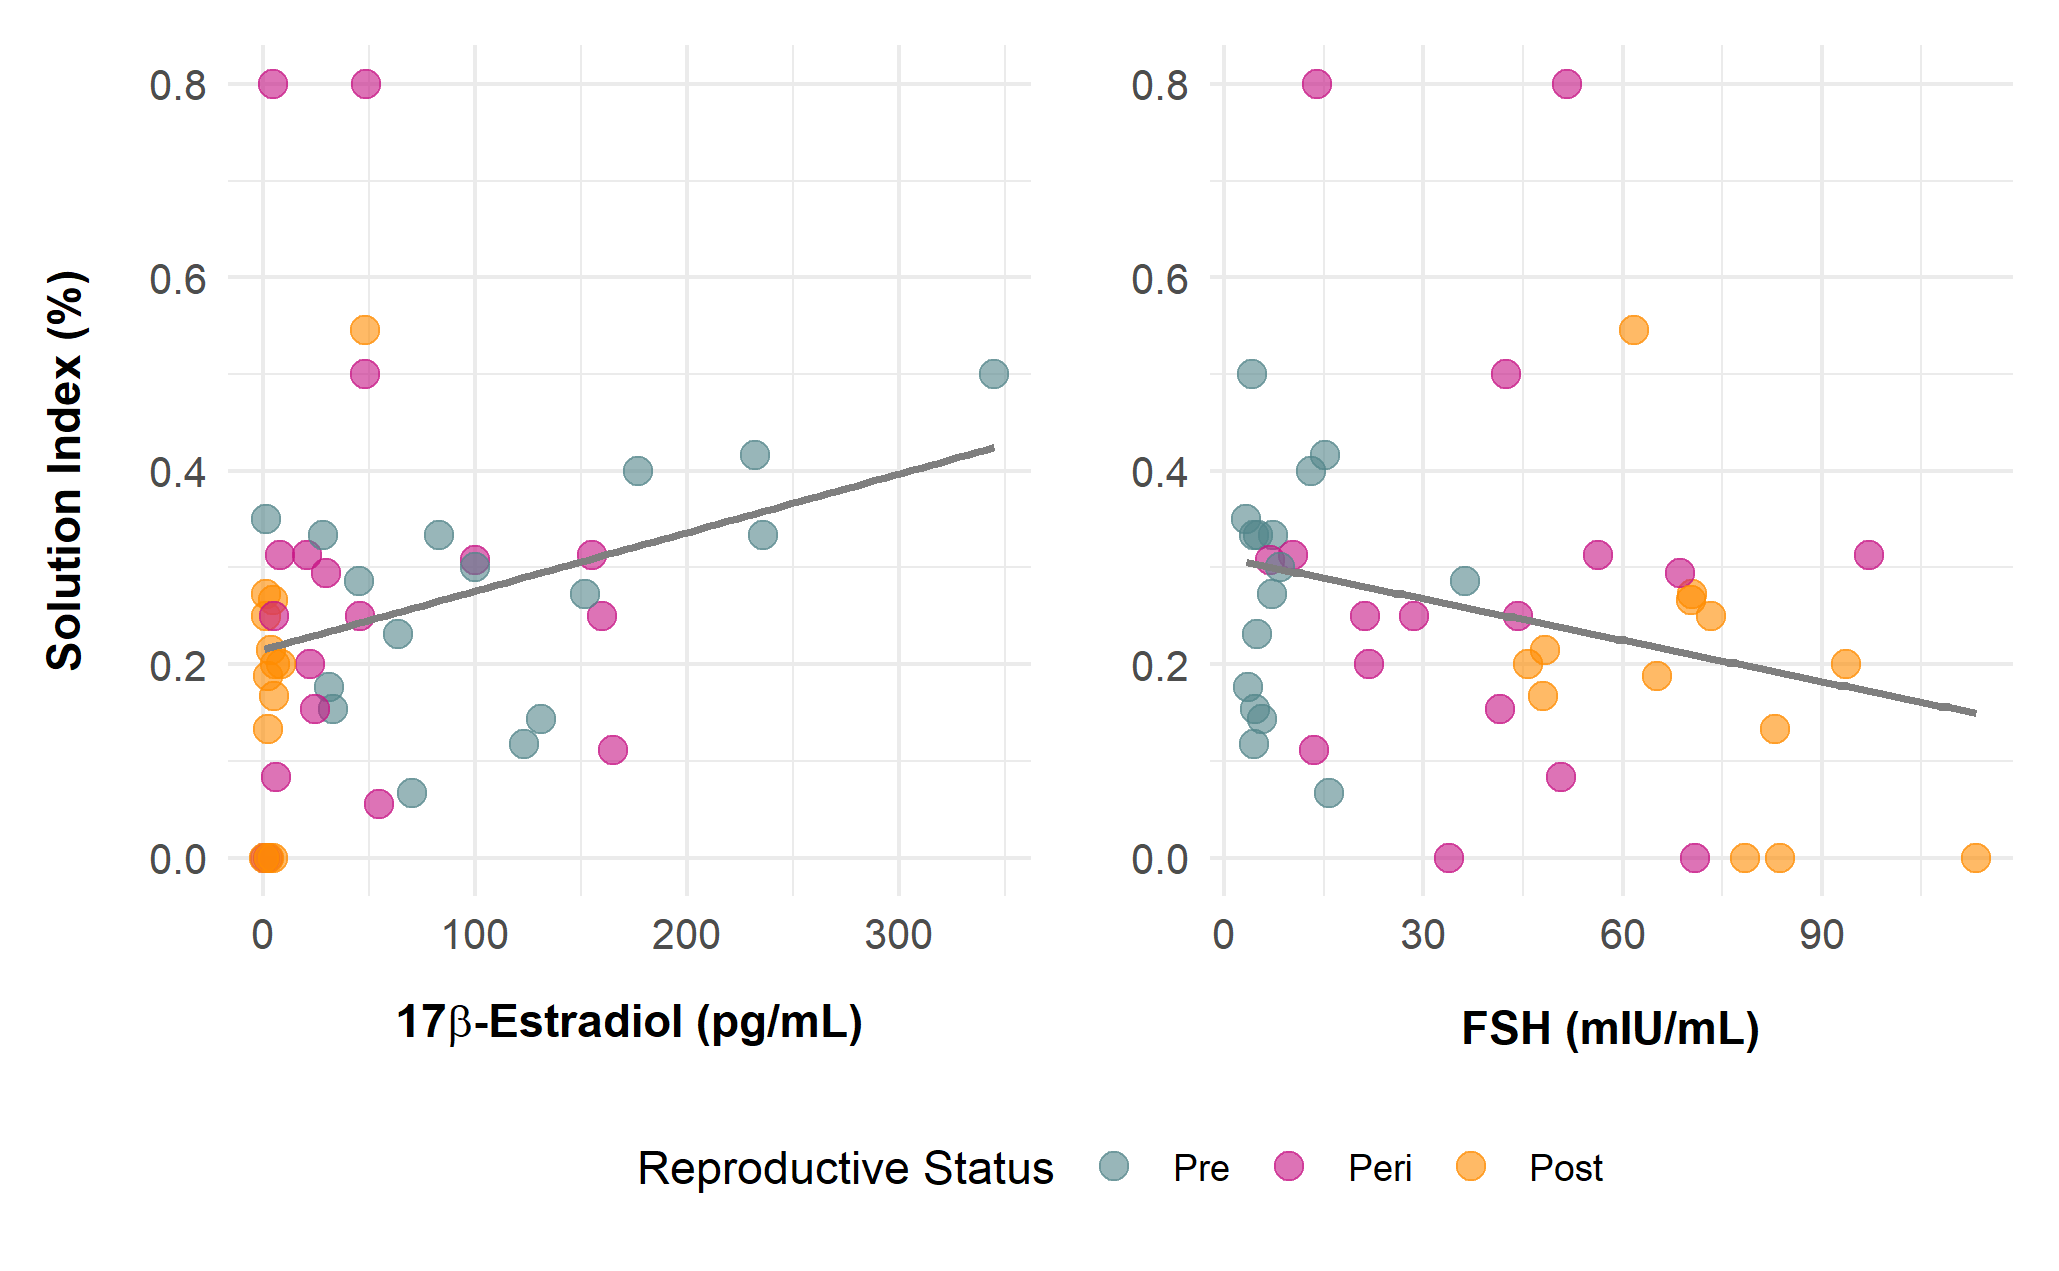 0.8
0.6
0.4
0.2
0.0
Solution Index (%)
0 100 200 300
17β-Estradiol (pg/mL)
0.8
0.6
0.4
0.2
0.0
0 30 60 90
FSH (mIU/mL)
Reproductive Status Pre Peri Post